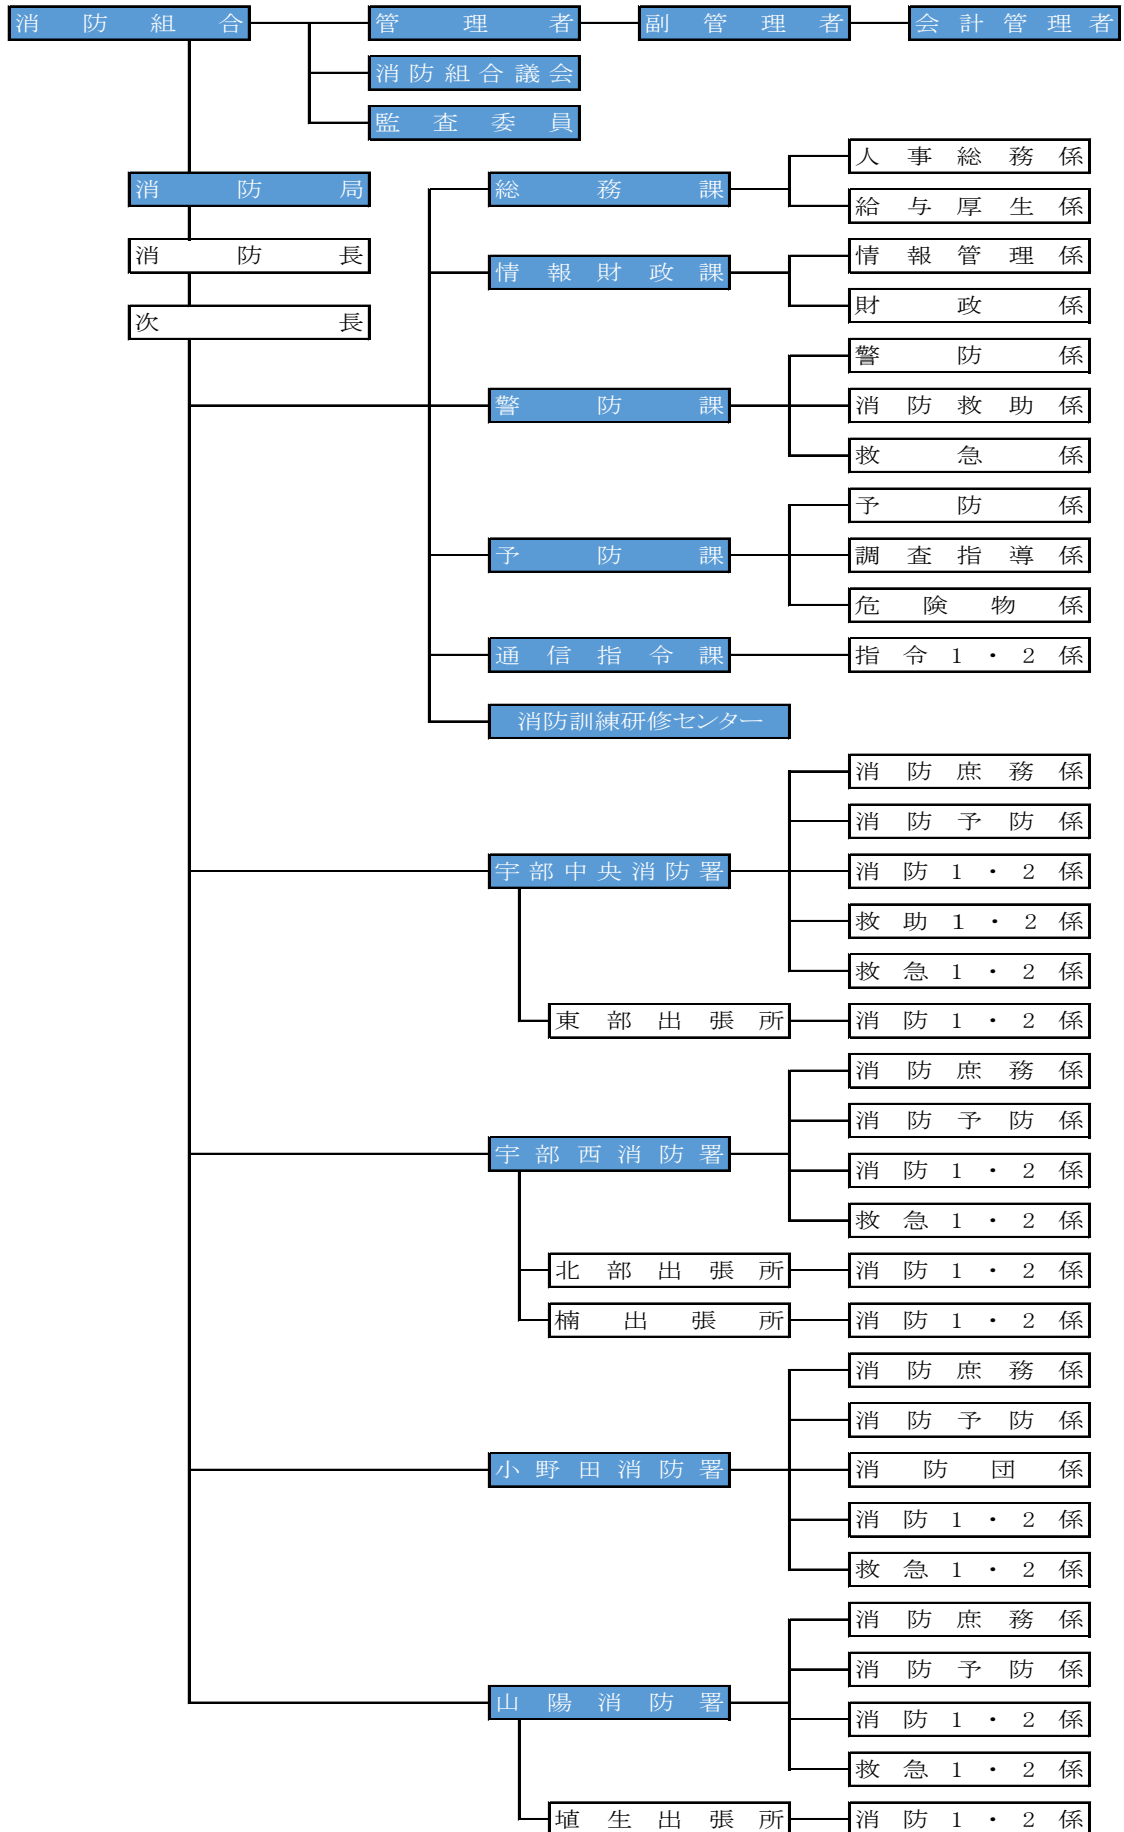 消防組合 管理者 副管理者 会計管理者
消防組合議会
監査委員
人事総務係
消防局 総務課
給与厚生係
消防長 情報管理係
情報財政課
財政係
次長
警防係
警防課 消防救助係
救急係
予防係
予防課 調査指導係
危険物係
通信指令課 指令1・2係
消防訓練研修センター
消防庶務係
消防予防係
宇部中央消防署 消防1・2係
救助1・2係
救急1・2係
東部出張所 消防1・2係
消防庶務係
消防予防係
宇部西消防署
消防1・2係
救急1・2係
北部出張所 消防1・2係
楠出張所 消防1・2係
消防庶務係
消防予防係
小野田消防署 消防団係
消防1・2係
救急1・2係
消防庶務係
消防予防係
山陽消防署
消防1・2係
救急1・2係
埴生出張所 消防1・2係